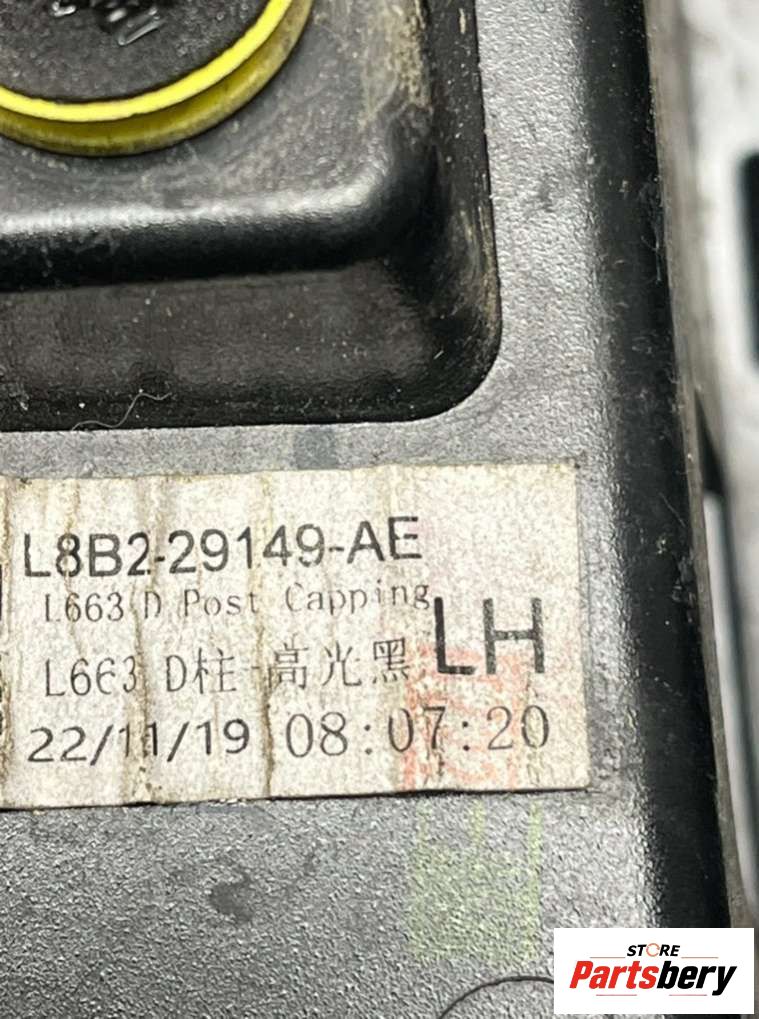 L8B2-29149-AE
L663 D Post Capping
LH
L663 D柱-高光黑
22/11/19 08:07:20
STORE
Partsbery